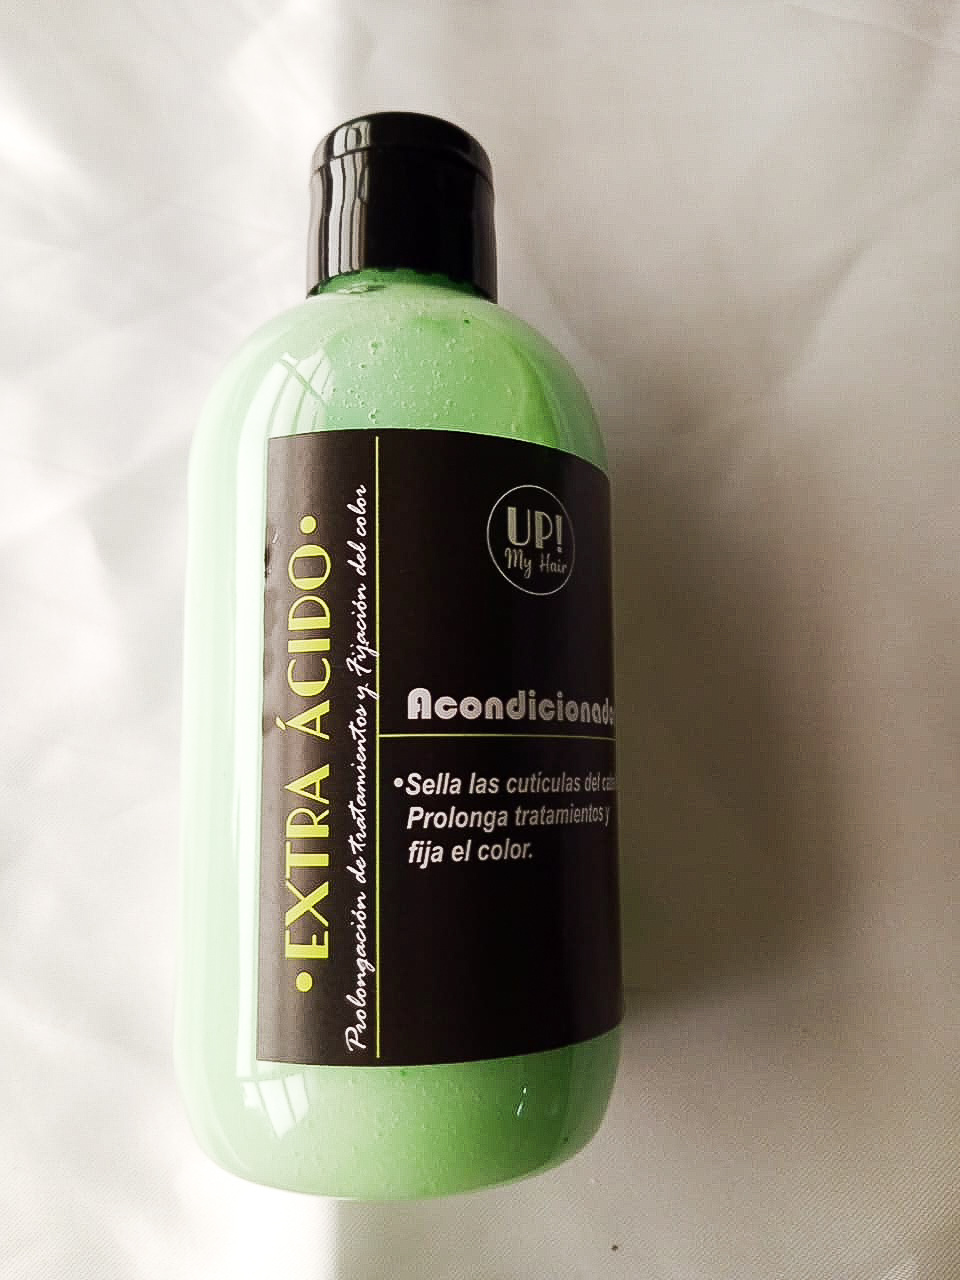 UP!
My Hair
•EXTRA ÁCIDO•
Prolongación de tratamientos y Fijación del color
•Sella las cutículas del
Prolonga tratamientos y
fija el color.